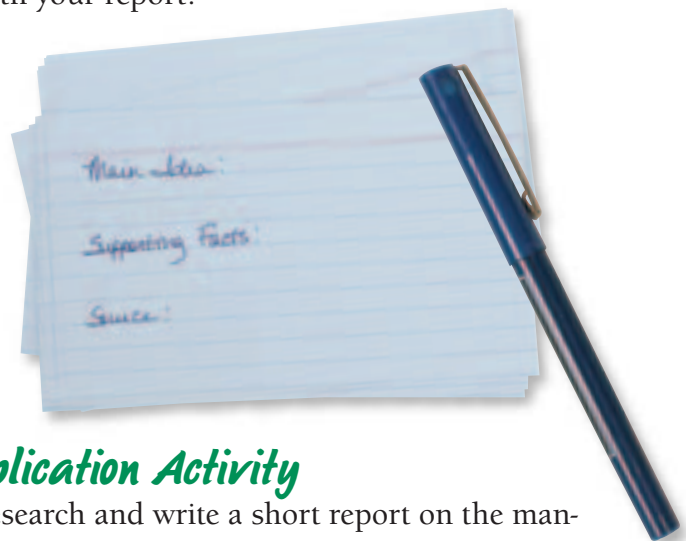 th your report.
Main Idea:
Supporting Facts:
Source:
plication Activity
search and write a short report on the man-